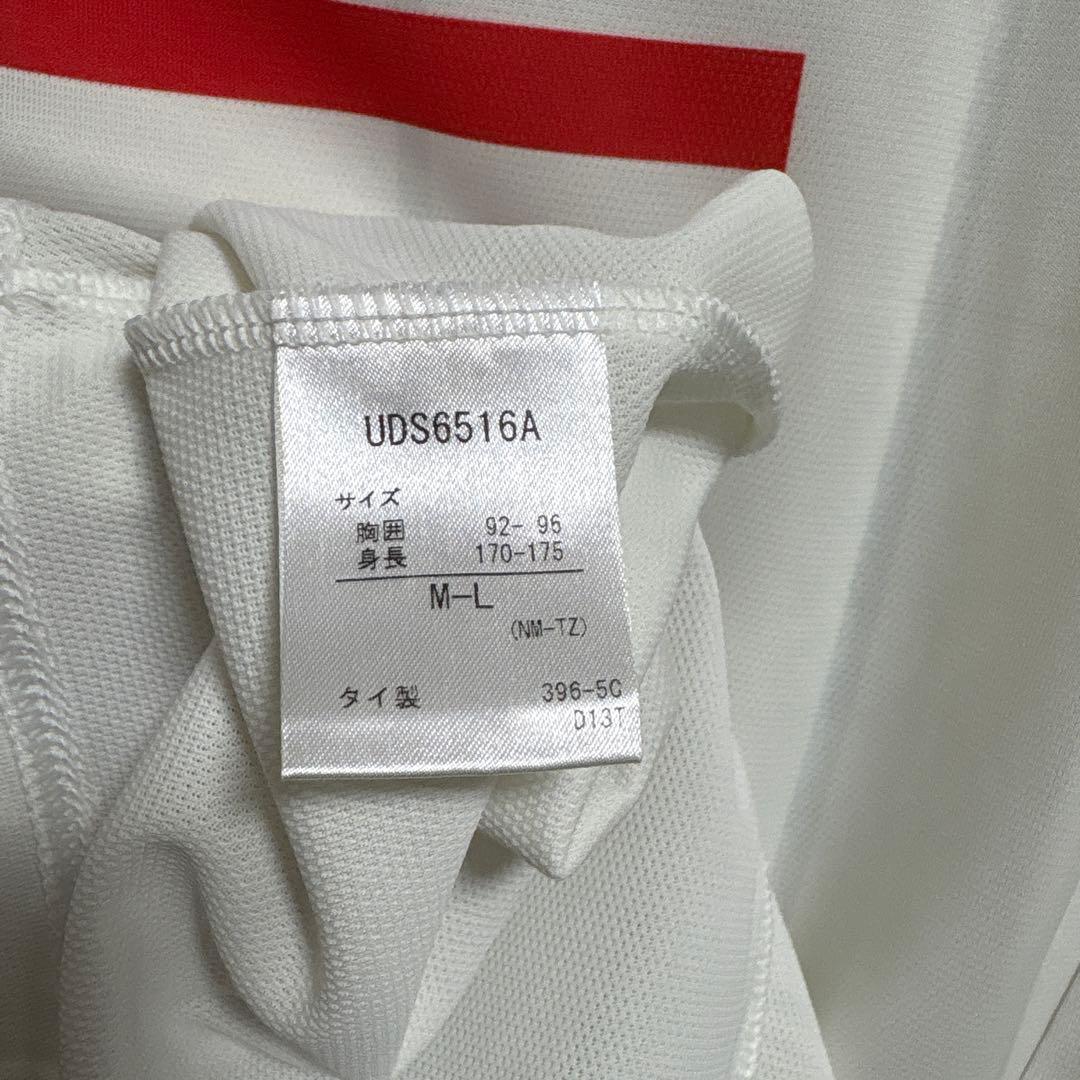 UDS6516A
サイズ
胸囲 92- 96
身長 170-175
M-L
(NM-TZ)
タイ製 396-5C
D13T